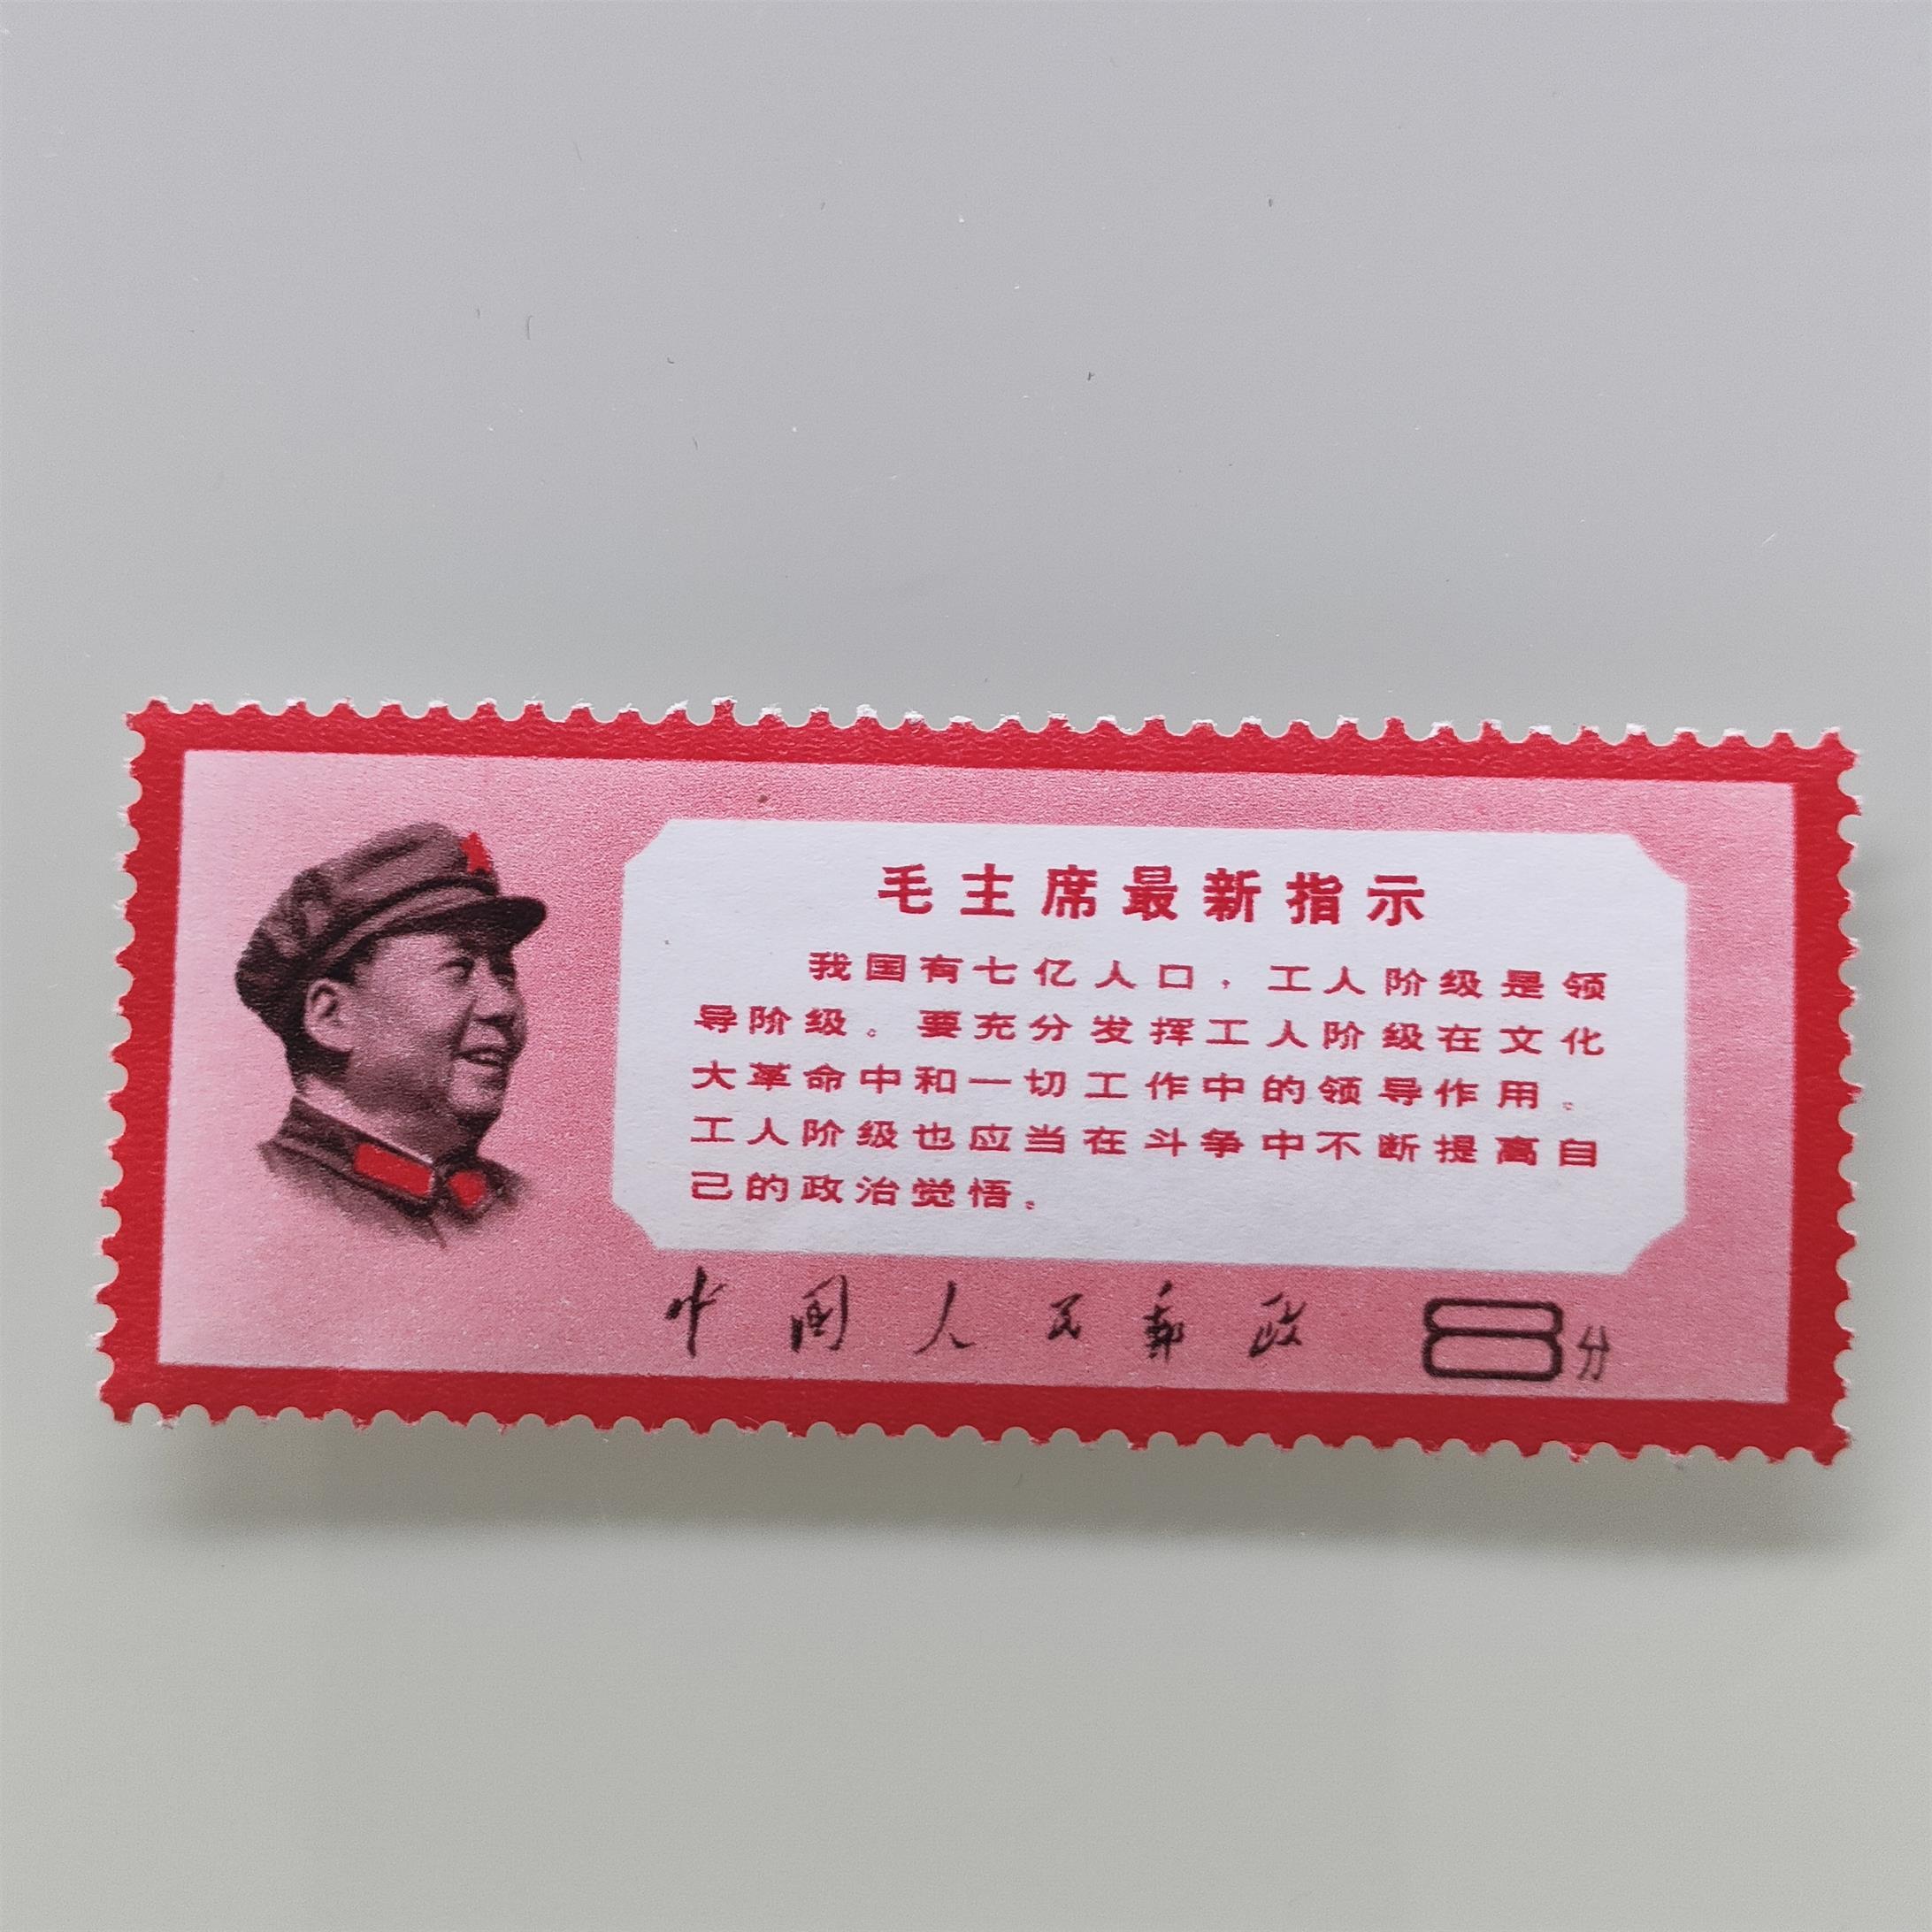 毛主席最新指示
我国有七亿人口，工人阶级是领
导阶级。要充分发挥工人阶级在文化
大革命中和一切工作中的领导作用。
工人阶级也应当在斗争中不断提高自
己的政治觉悟。
中国人民邮政 8分